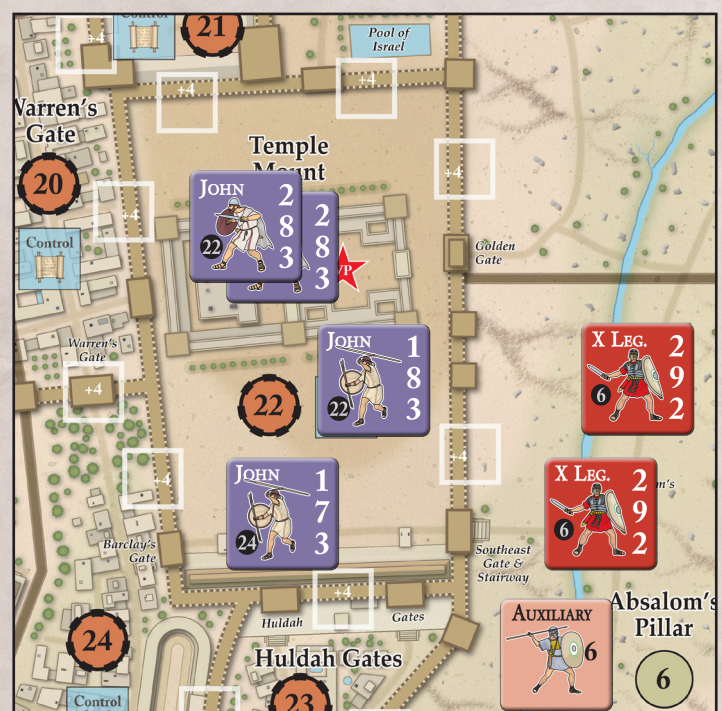 Control
21
+4
+4
+4
Pool of
Israel
Warren's
Gate
Temple
Mount
+4
20
+4
JOHN
2
8
3
22
2
8
3
VP
Control
Golden
Gate
Warren's
Gate
+4
JOHN
1
8
3
22
22
X LEG.
2
9
2
6
+4
+4
JOHN
1
7
3
24
X LEG.
2
9
2
6
m's
Barclay's
Gate
Southeast
Gate &
Stairway
+4
Huldah
Gates
AUXILIARY
6
Absalom's
Pillar
6
24
Huldah Gates
23
Control